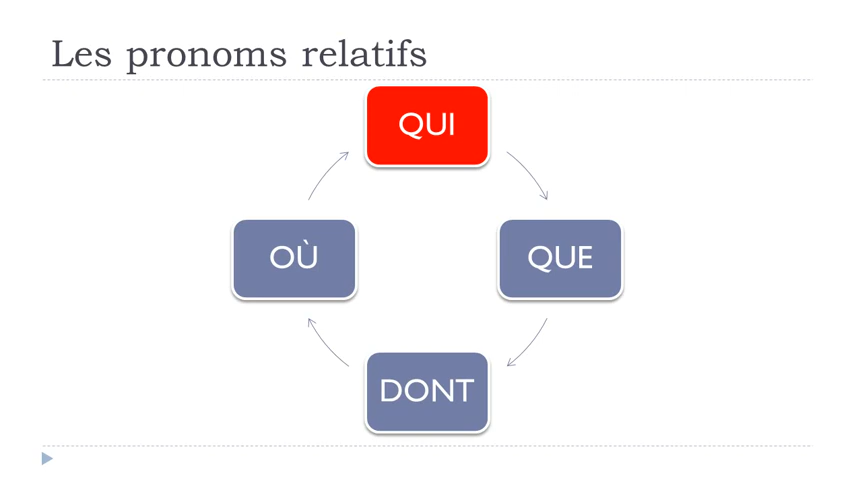 Les pronoms relatifs
QUI
OÙ
QUE
DONT